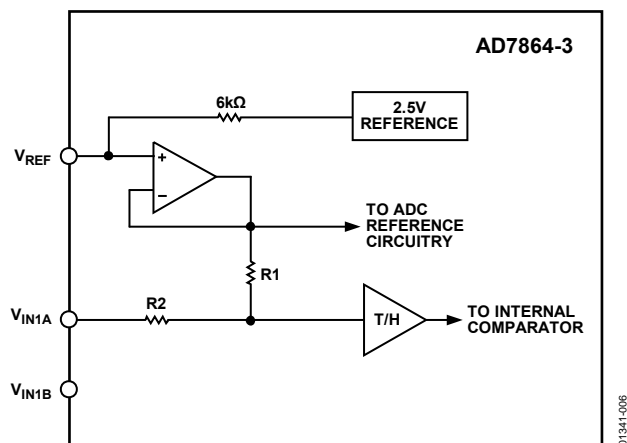 AD7864-3
6kΩ
2.5V
REFERENCE
VREF
+
–
TO ADC
REFERENCE
CIRCUITRY
R1
VIN1A
R2
T/H
TO INTERNAL
COMPARATOR
VIN1B
01341-006